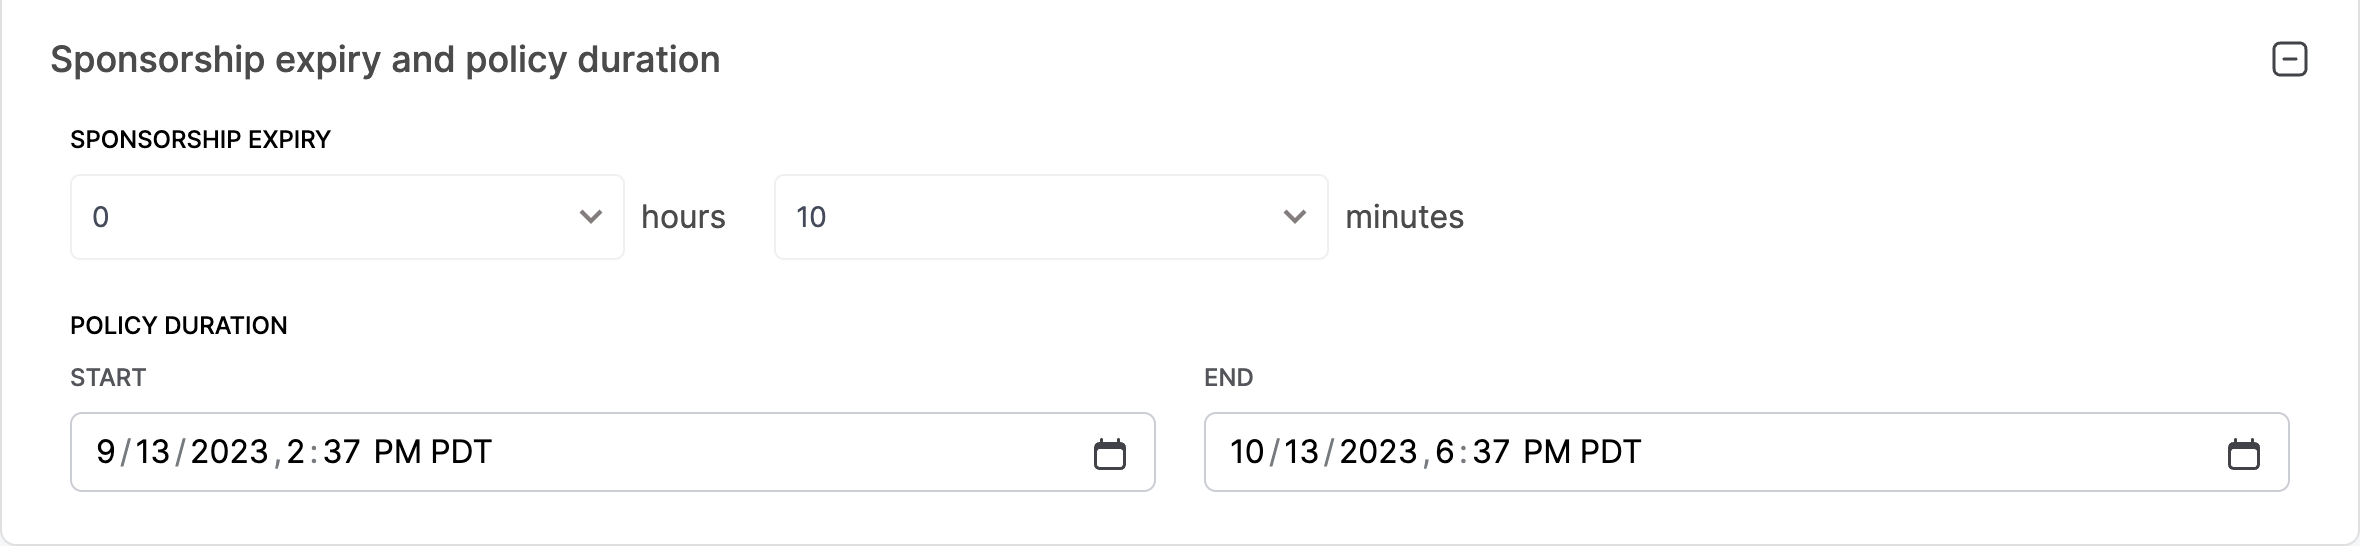 Sponsorship expiry and policy duration
SPONSORSHIP EXPIRY
0 hours 10 minutes
POLICY DURATION
START END
9/13/2023,2:37 PM PDT 10/13/2023,6:37 PM PDT